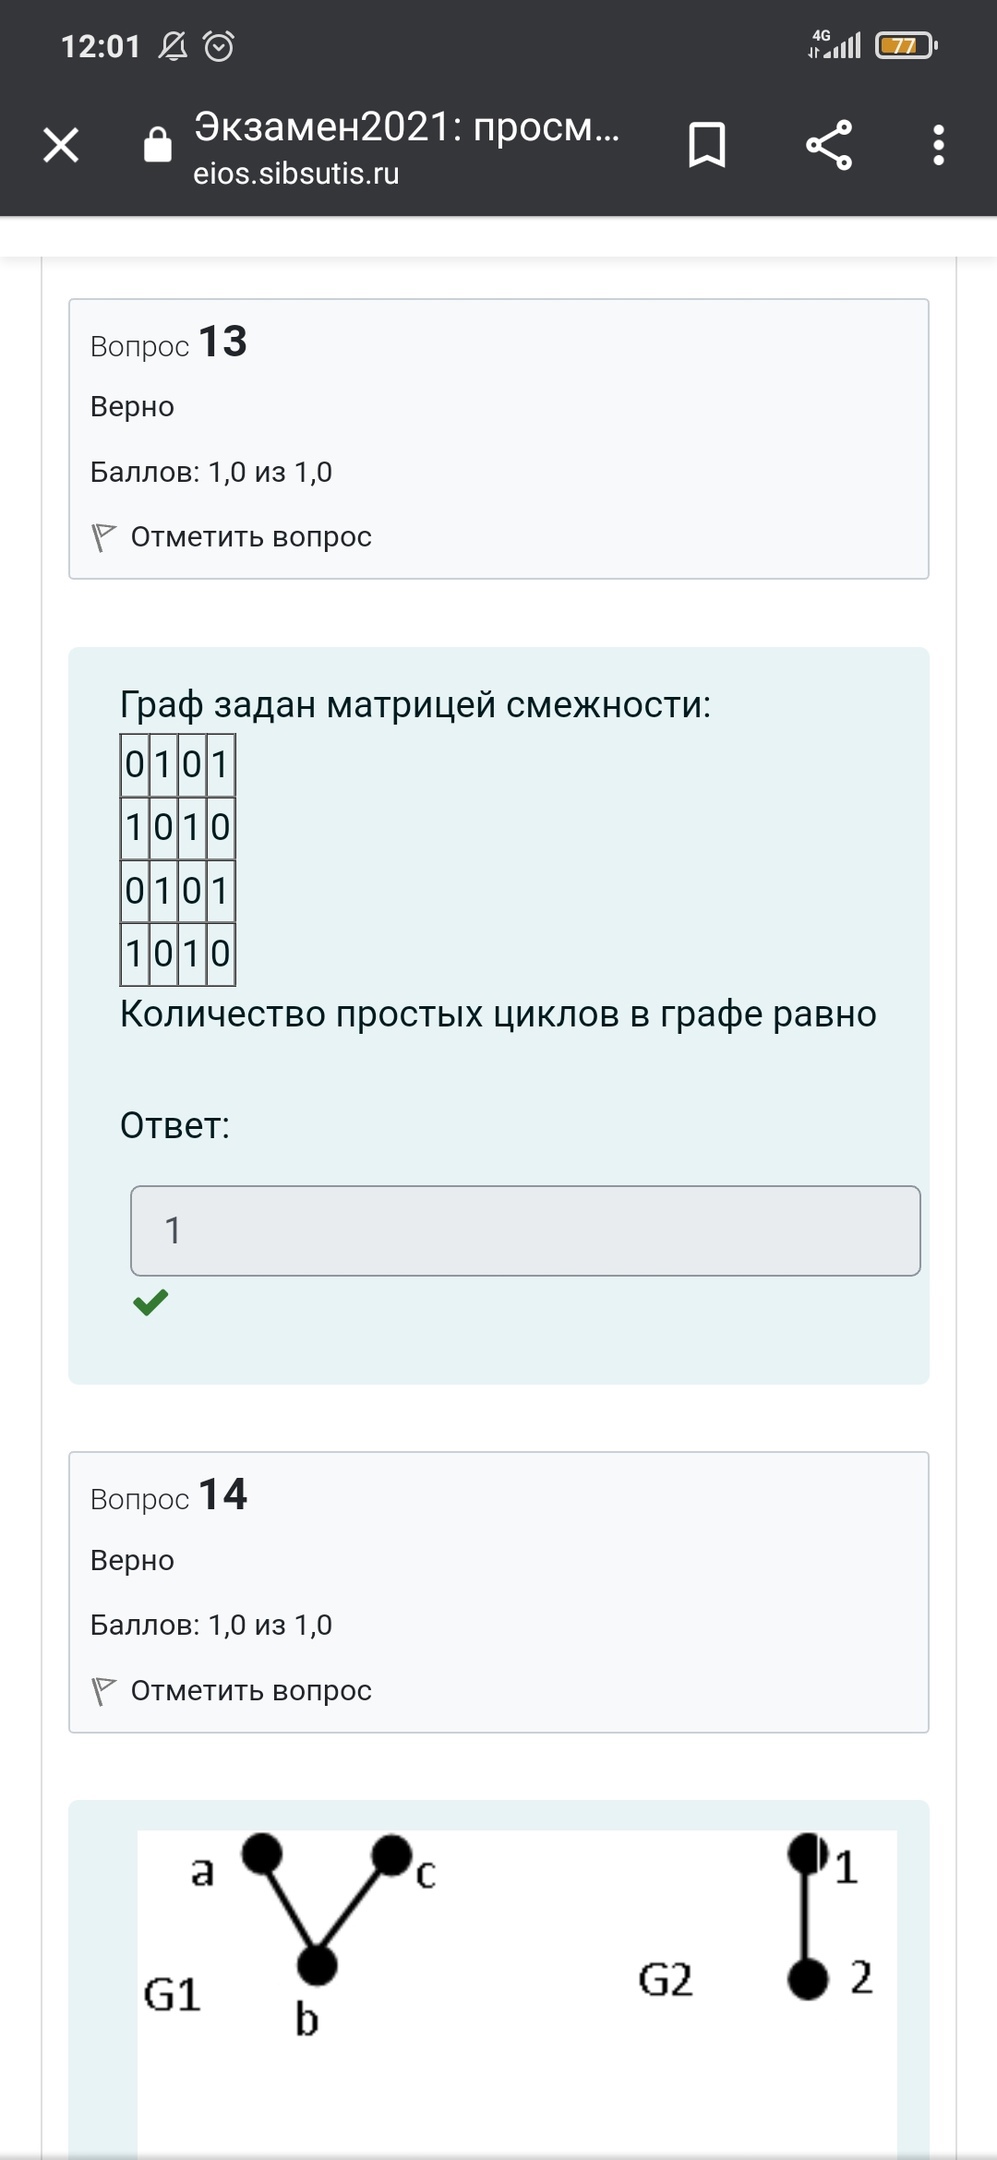 12:01
4G
77
Экзамен2021: просм...
eios.sibsutis.ru
Вопрос 13
Верно
Баллов: 1,0 из 1,0
Отметить вопрос
Граф задан матрицей смежности:
0 1 0 1
1 0 1 0
0 1 0 1
1 0 1 0
Количество простых циклов в графе равно
Ответ:
1
Вопрос 14
Верно
Баллов: 1,0 из 1,0
Отметить вопрос
a c 1
G1 G2 2
b